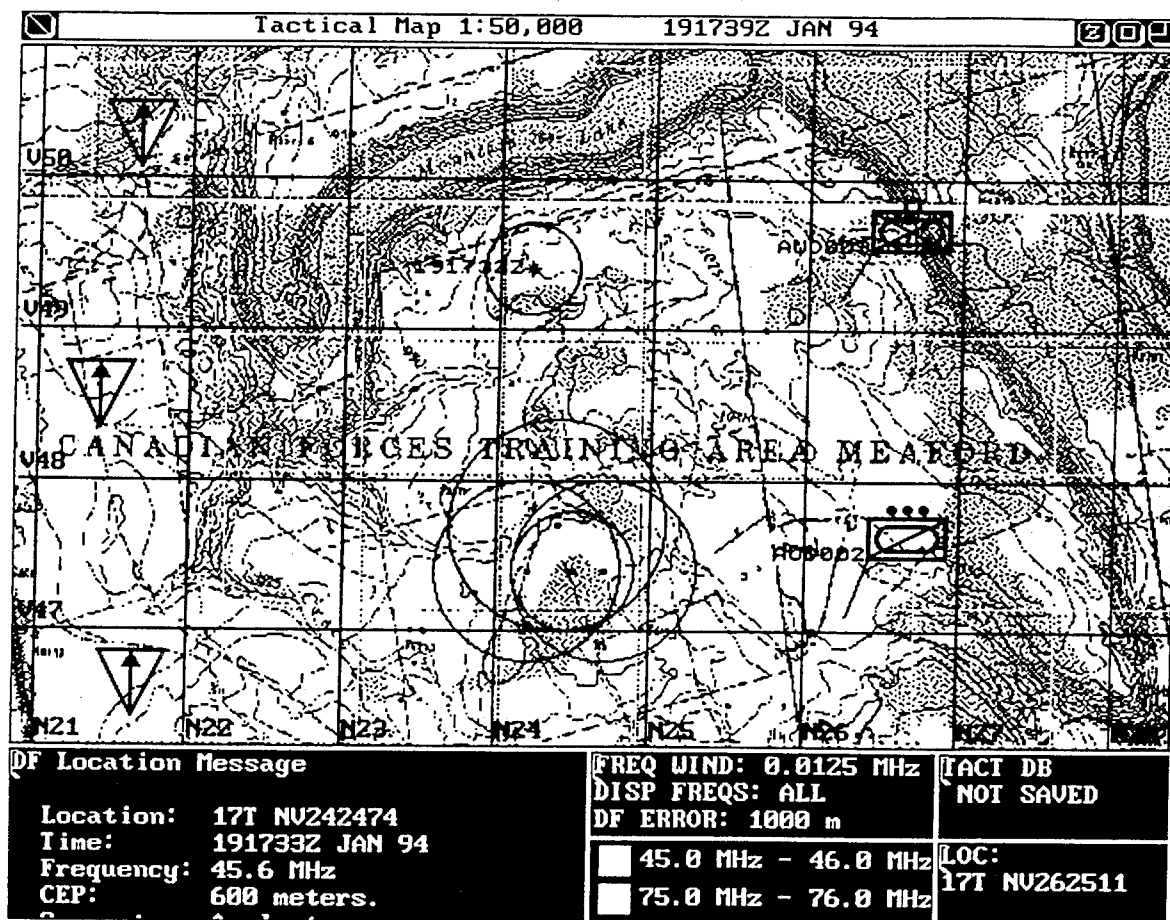 Tactical Map 1:50,000 191739Z JAN 94
V50
V49
191732Z
CANADIAN FORCES TRAINING AREA MEAFORD
V48
AO0002
V47
N21 N22 N23 N24 N25 N26 N27
DF Location Message
Location: 17T NV242474
Time: 191733Z JAN 94
Frequency: 45.6 MHz
CEP: 600 meters.
FREQ WIND: 0.0125 MHz
DISP FREQS: ALL
DF ERROR: 1000 m
45.0 MHz - 46.0 MHz
75.0 MHz - 76.0 MHz
TACT DB
NOT SAVED
LOC:
17T NV262511